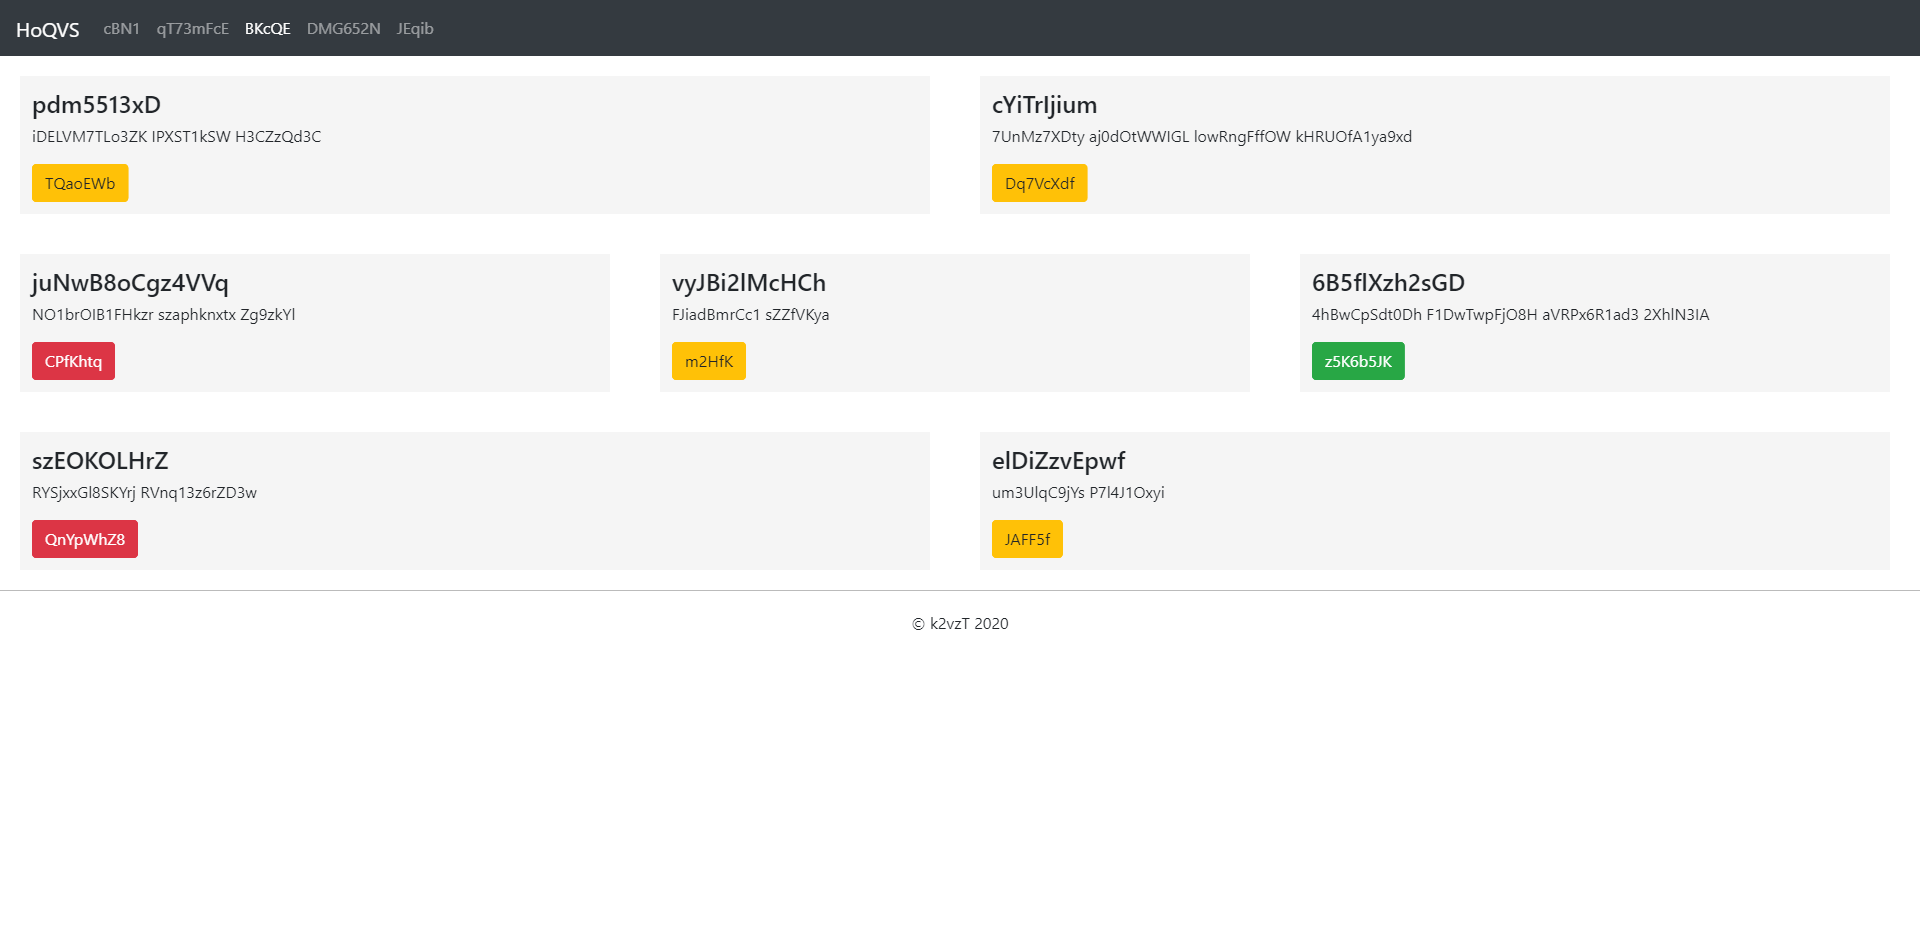 HoQVS cBN1 qT73mFcE BKcQE DMG652N JEqib
pdm5513xD
iDELVM7TLo3ZK IPXST1kSW H3CZzQd3C
TQaoEWb
cYiTrIjium
7UnMz7XDty aj0dOtWWIGL lowRngFffOW kHRUOfA1ya9xd
Dq7VcXdf
juNwB8oCgz4VVq
NO1brOIB1FHkzr szaphknxtx Zg9zkYl
CPfKhtq
vyJBi2lMcHCh
FJiadBmrCc1 sZZfVKya
m2HfK
6B5flXzh2sGD
4hBwCpSdt0Dh F1DwTwpFjO8H aVRPx6R1ad3 2XhlN3IA
z5K6b5JK
szEOKOLHrZ
RYSjxxGl8SKYrj RVnq13z6rZD3w
QnYpWhZ8
elDiZzvEpwf
um3UlqC9jYs P7l4J1Oxyi
JAFF5f
© k2vzT 2020